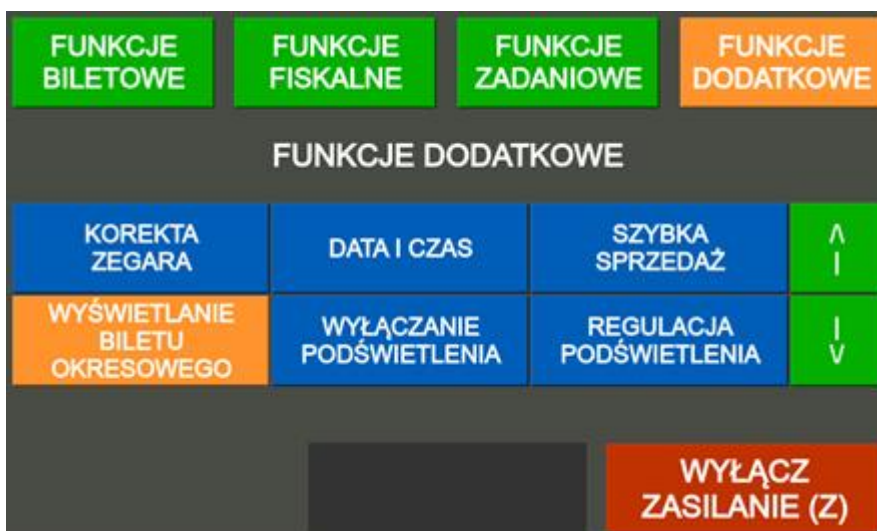 FUNKCJE
BILETOWE
FUNKCJE
FISKALNE
FUNKCJE
ZADANIOWE
FUNKCJE
DODATKOWE
FUNKCJE DODATKOWE
KOREKTA
ZEGARA
DATA I CZAS
SZYBKA
SPRZEDAŻ
WYŚWIETLANIE
BILETU
OKRESOWEGO
WYŁĄCZANIE
PODŚWIETLENIA
REGULACJA
PODŚWIETLENIA
WYŁĄCZ
ZASILANIE (Z)